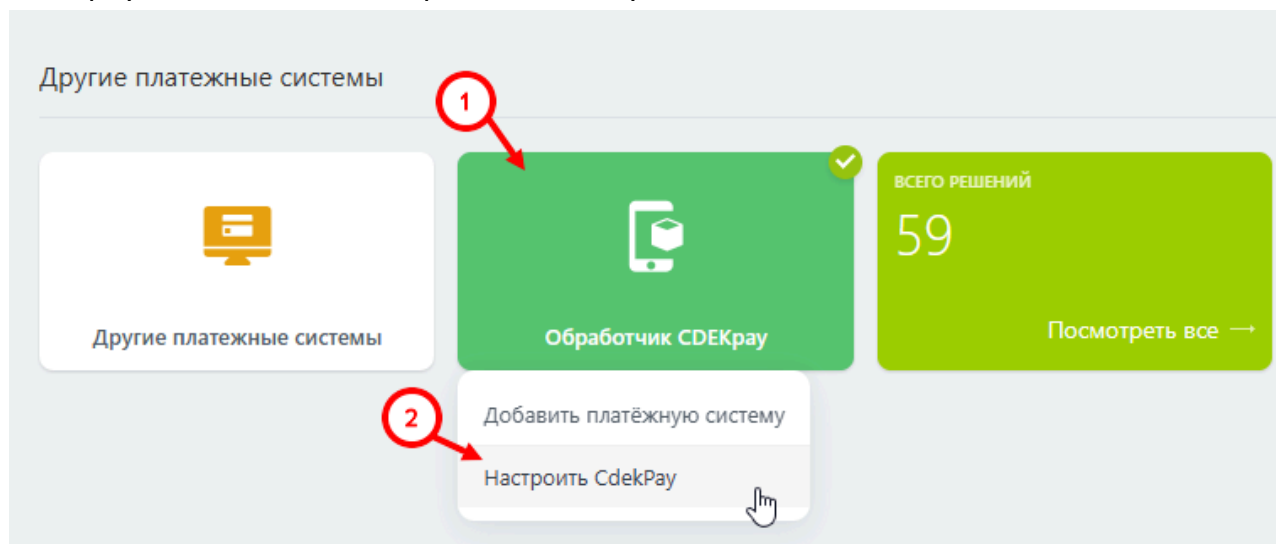 Другие платежные системы
1
ВСЕГО РЕШЕНИЙ
59
Другие платежные системы
Обработчик CDEKpay
Посмотреть все →
2
Добавить платёжную систему
Настроить CdekPay